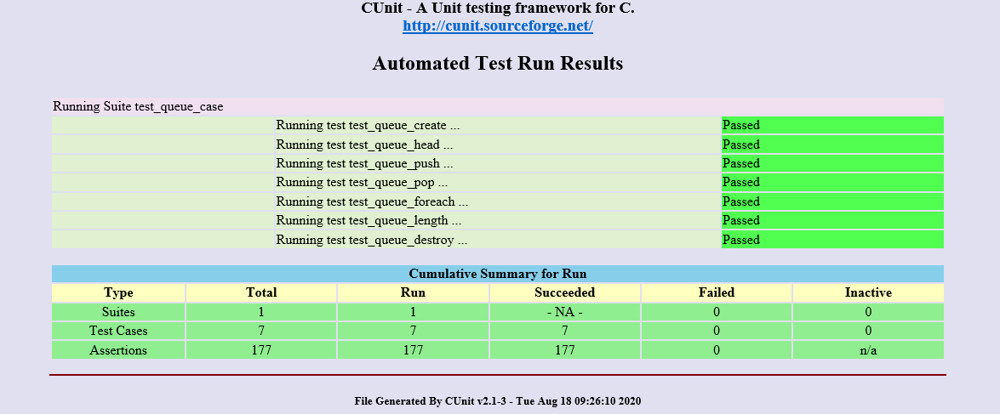 CUnit - A Unit testing framework for C.
http://cunit.sourceforge.net/
Automated Test Run Results
Running Suite test_queue_case
Running test test_queue_create ... Passed
Running test test_queue_head ... Passed
Running test test_queue_push ... Passed
Running test test_queue_pop ... Passed
Running test test_queue_foreach ... Passed
Running test test_queue_length ... Passed
Running test test_queue_destroy ... Passed
Cumulative Summary for Run
Type Total Run Succeeded Failed Inactive
Suites 1 1 - NA - 0 0
Test Cases 7 7 7 0 0
Assertions 177 177 177 0 n/a
File Generated By CUnit v2.1-3 - Tue Aug 18 09:26:10 2020